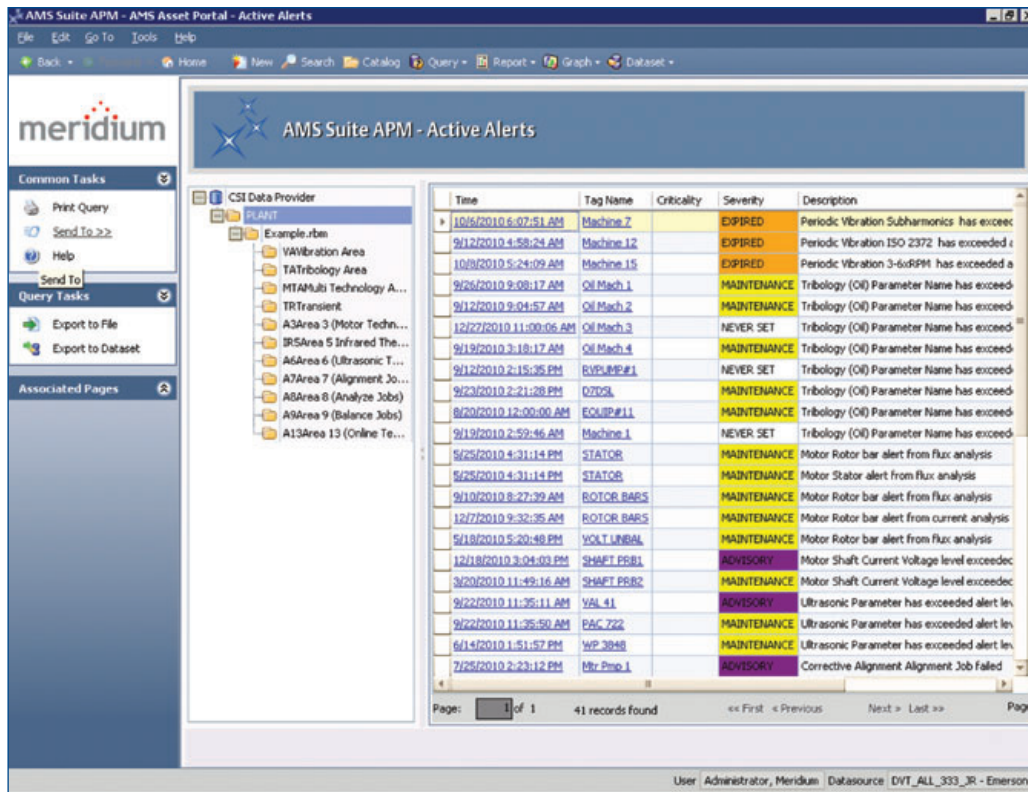 AMS Suite APM - AMS Asset Portal - Active Alerts
File Edit Go To Tools Help
Back Home New Search Catalog Query Report Graph Dataset
meridium
AMS Suite APM - Active Alerts
Common Tasks
Print Query
Send To >>
Help
Send To
Query Tasks
Export to File
Export to Dataset
Associated Pages
CSI Data Provider
PLANT
Example.rbm
VAVibration Area
TATribology Area
MTAMulti Technology A...
TRTransient
A3Area 3 (Motor Techn...
IR5Area 5 Infrared The...
A6Area 6 (Ultrasonic T...
A7Area 7 (Alignment Jo...
A8Area 8 (Analyze Jobs)
A9Area 9 (Balance Jobs)
A13Area 13 (Online Te...
Time Tag Name Criticality Severity Description
10/6/2010 6:07:51 AM Machine 7 EXPIRED Periodic Vibration Subharmonics has exceed
9/12/2010 4:58:24 AM Machine 12 EXPIRED Periodic Vibration ISO 2372 has exceeded a
10/8/2010 5:24:09 AM Machine 15 EXPIRED Periodic Vibration 3-6xRPM has exceeded a
9/26/2010 9:08:17 AM Oil Mach 1 MAINTENANCE Tribology (Oil) Parameter Name has exceed
9/12/2010 9:04:57 AM Oil Mach 2 MAINTENANCE Tribology (Oil) Parameter Name has exceed
12/27/2010 11:00:06 AM Oil Mach 3 NEVER SET Tribology (Oil) Parameter Name has exceed
9/19/2010 3:18:17 AM Oil Mach 4 MAINTENANCE Tribology (Oil) Parameter Name has exceed
9/12/2010 2:15:35 PM RVPUMP#1 NEVER SET Tribology (Oil) Parameter Name has exceed
9/23/2010 2:21:28 PM D7DSL MAINTENANCE Tribology (Oil) Parameter Name has exceed
8/20/2010 12:00:00 AM EQUIP#11 MAINTENANCE Tribology (Oil) Parameter Name has exceed
9/19/2010 2:59:46 AM Machine 1 NEVER SET Tribology (Oil) Parameter Name has exceed
5/25/2010 4:31:14 PM STATOR MAINTENANCE Motor Rotor bar alert from flux analysis
5/25/2010 4:31:14 PM STATOR MAINTENANCE Motor Stator alert from flux analysis
9/10/2010 8:27:39 AM ROTOR BARS MAINTENANCE Motor Rotor bar alert from flux analysis
12/7/2010 9:32:35 AM ROTOR BARS MAINTENANCE Motor Rotor bar alert from current analysis
5/18/2010 5:20:48 PM VOLT UNBAL MAINTENANCE Motor Rotor bar alert from flux analysis
12/18/2010 3:04:03 PM SHAFT PRB1 ADVISORY Motor Shaft Current Voltage level exceeded
3/20/2010 11:49:16 AM SHAFT PRB2 MAINTENANCE Motor Shaft Current Voltage level exceeded
9/22/2010 11:35:11 AM VAL 41 ADVISORY Ultrasonic Parameter has exceeded alert lev
9/22/2010 11:35:50 AM PAC 722 MAINTENANCE Ultrasonic Parameter has exceeded alert lev
6/14/2010 1:51:57 PM WP 3848 MAINTENANCE Ultrasonic Parameter has exceeded alert lev
7/25/2010 2:23:12 PM Mtr Pmp 1 ADVISORY Corrective Alignment Alignment Job failed
Page: 1 of 1 41 records found << First < Previous Next > Last >> Page
User Administrator, Meridium Datasource DVT_ALL_333_JR - Emerson